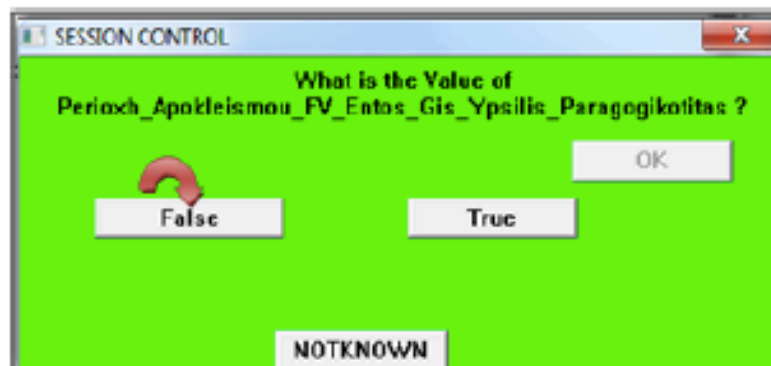 SESSION CONTROL
What is the Value of
Perioxh_Apokleismou_FV_Entos_Gis_Ypsilis_Paragogikotitas ?
OK
False
True
NOTKNOWN